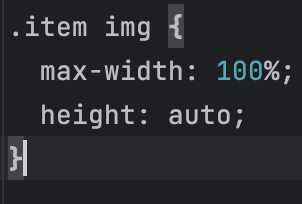 .item img {
  max-width: 100%;
  height: auto;
}